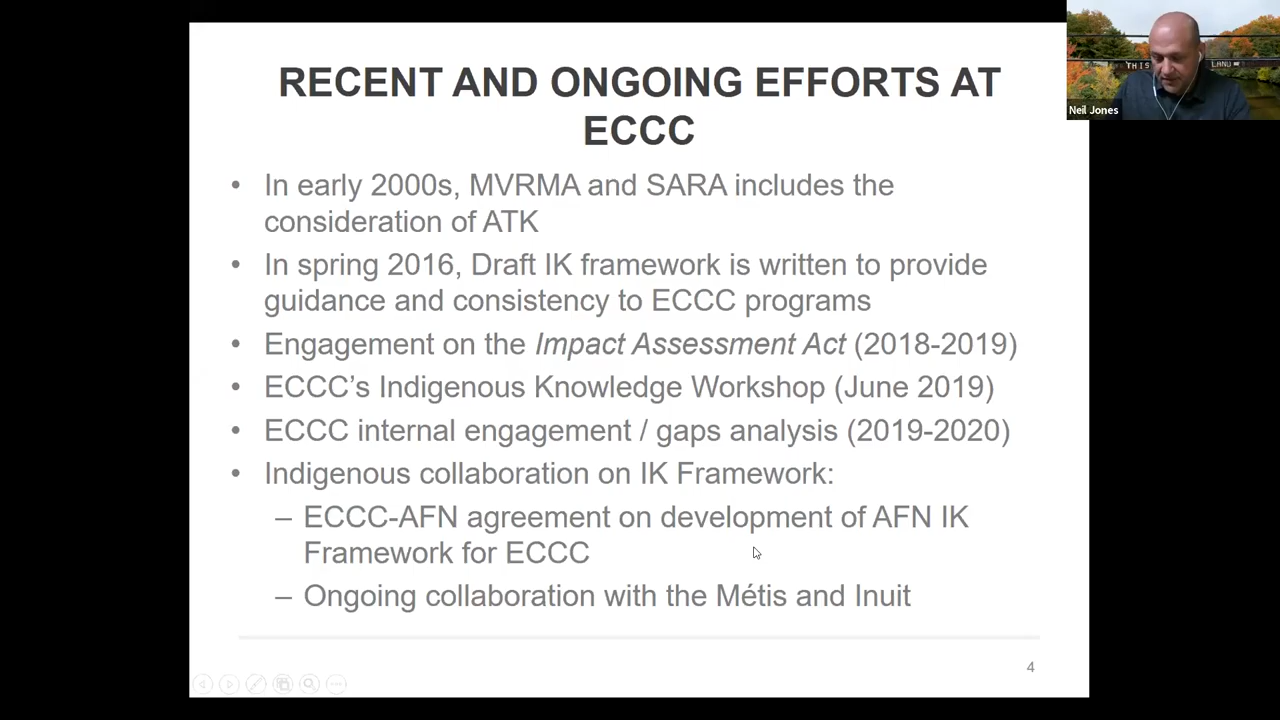 RECENT AND ONGOING EFFORTS AT
ECCC
• In early 2000s, MVRMA and SARA includes the
consideration of ATK
• In spring 2016, Draft IK framework is written to provide
guidance and consistency to ECCC programs
• Engagement on the Impact Assessment Act (2018-2019)
• ECCC’s Indigenous Knowledge Workshop (June 2019)
• ECCC internal engagement / gaps analysis (2019-2020)
• Indigenous collaboration on IK Framework:
– ECCC-AFN agreement on development of AFN IK
Framework for ECCC
– Ongoing collaboration with the Métis and Inuit
4
THIS LAND
Neil Jones